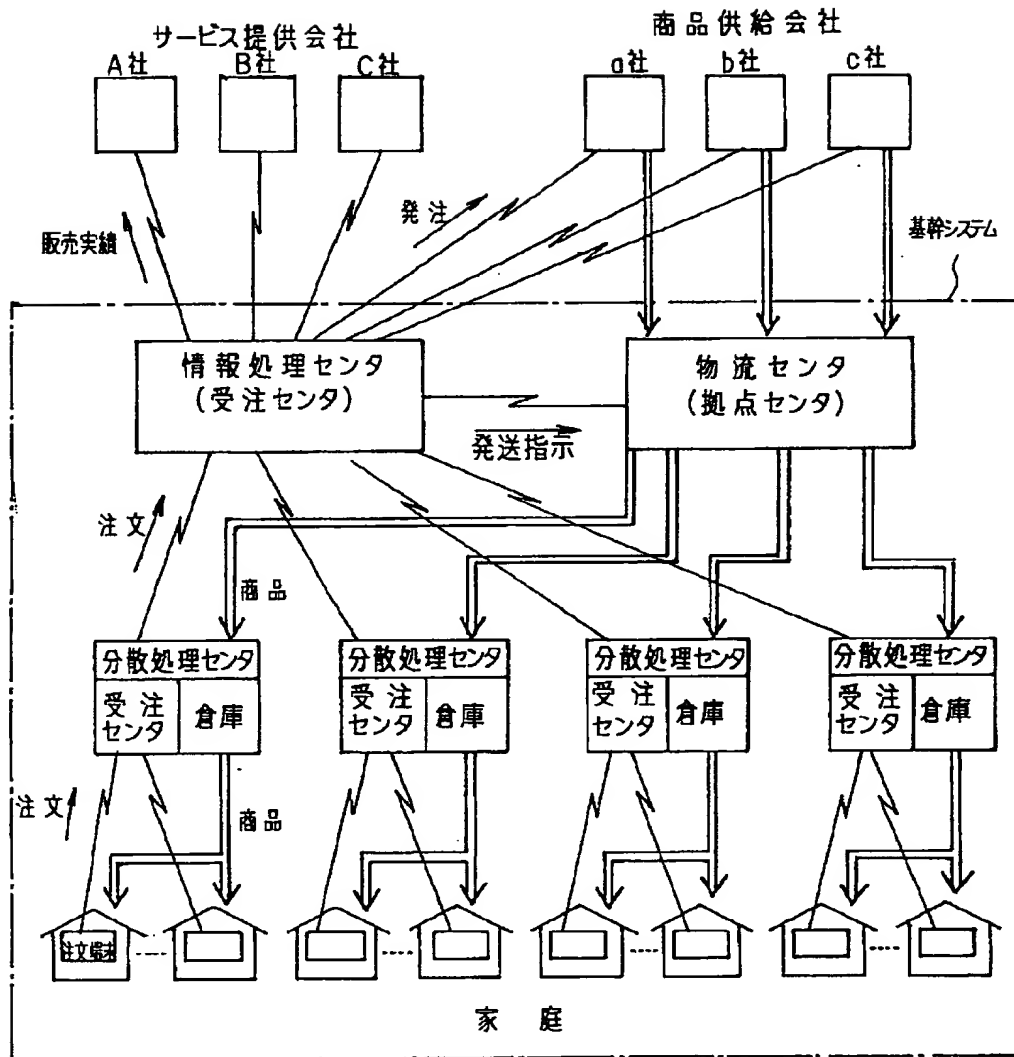 サービス提供会社
商品供給会社
A社
B社
C社
a社
b社
c社
発注
販売実績
基幹システム
情報処理センタ
(受注センタ)
物流センタ
(拠点センタ)
発送指示
注文
商品
分散処理センタ
分散処理センタ
分散処理センタ
分散処理センタ
受注
センタ
倉庫
受注
センタ
倉庫
受注
センタ
倉庫
受注
センタ
倉庫
注文
商品
注文端末
家庭